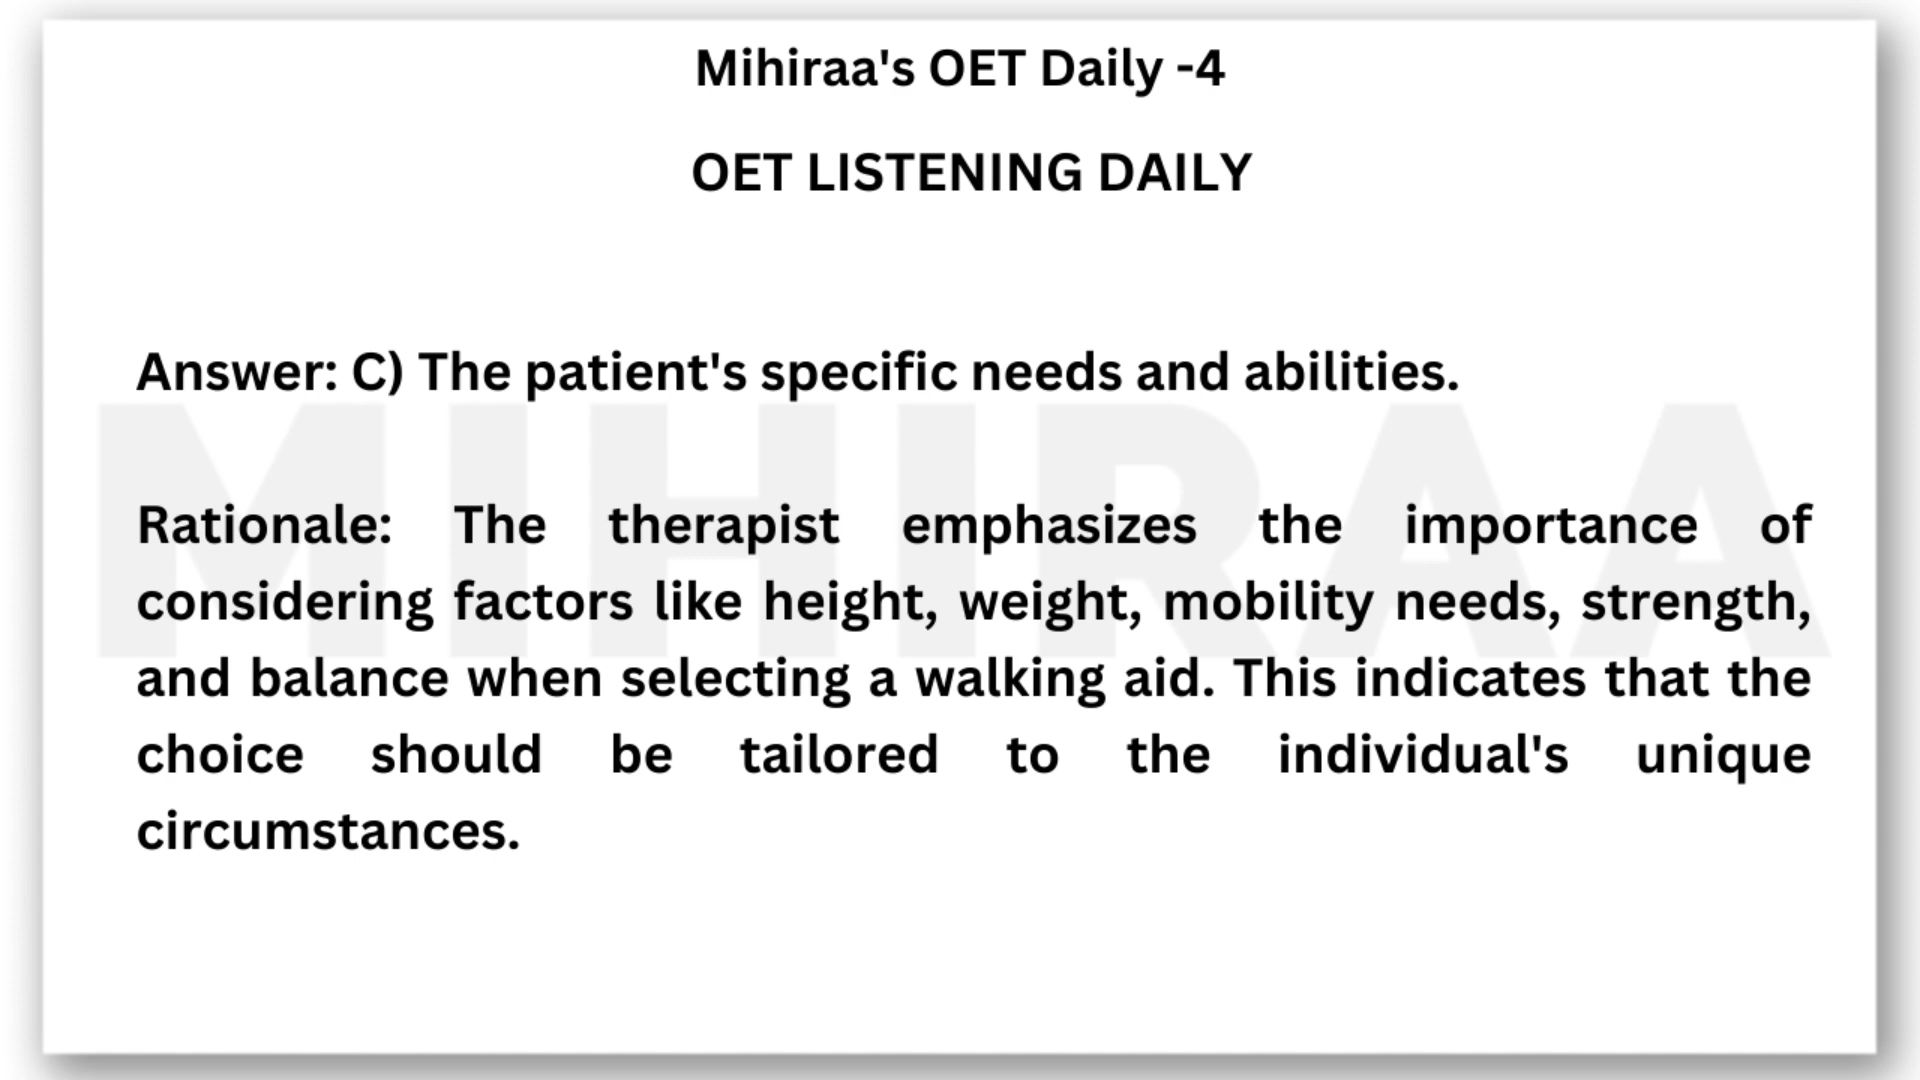 Mihiraa's OET Daily -4
OET LISTENING DAILY
Answer: C) The patient's specific needs and abilities.
MIHIRAA
Rationale: The therapist emphasizes the importance of
considering factors like height, weight, mobility needs, strength,
and balance when selecting a walking aid. This indicates that the
choice should be tailored to the individual's unique
circumstances.